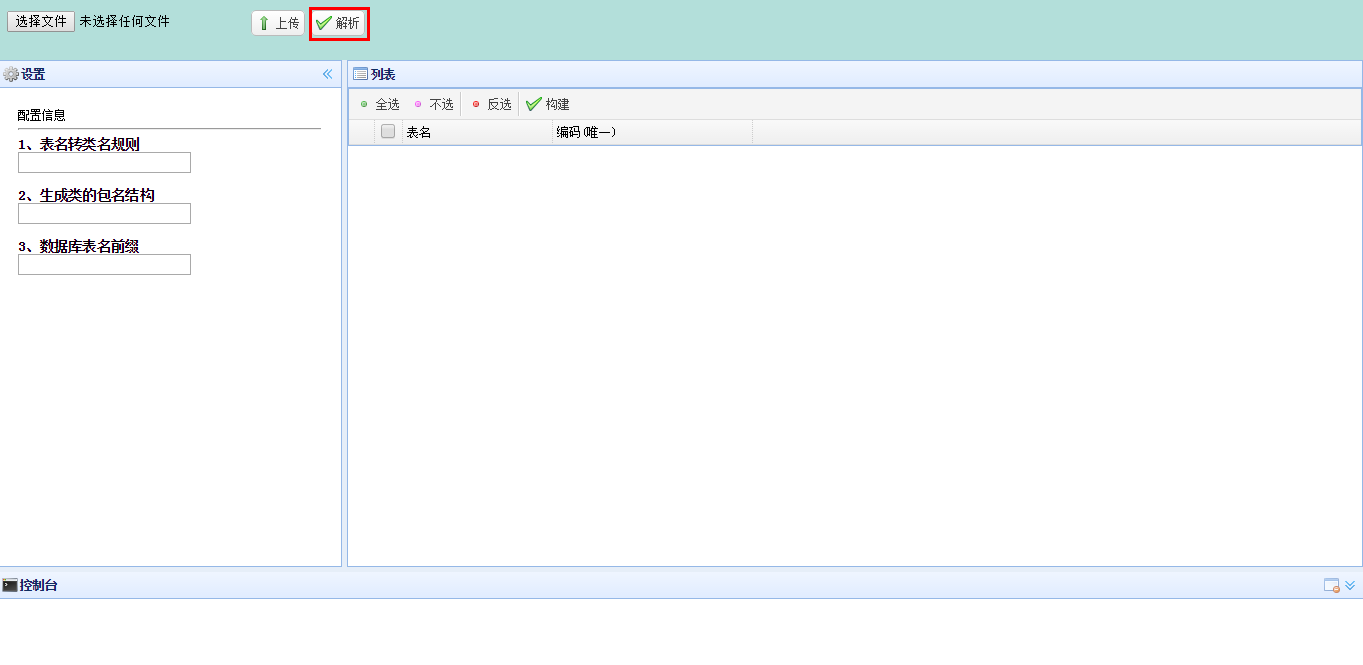 选择文件 未选择任何文件 上传 解析
设置
配置信息
1、表名转类名规则
2、生成类的包名结构
3、数据库表名前缀
列表
全选 不选 反选 构建
表名 编码(唯一)
控制台